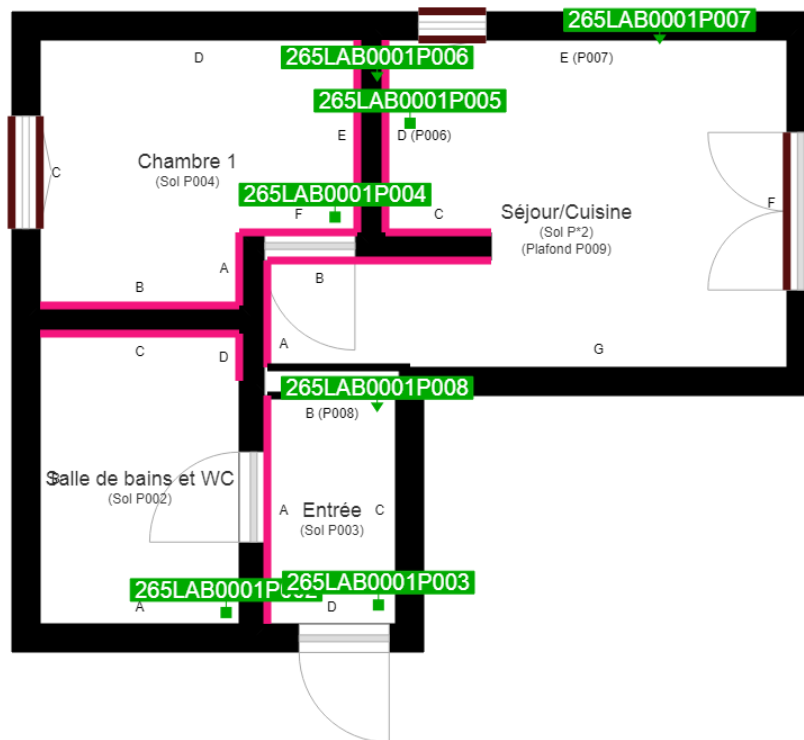 265LAB0001P007
265LAB0001P006
D
E (P007)
265LAB0001P005
E
D (P006)
Chambre 1
(Sol P004)
C
265LAB0001P004
F
C
Séjour/Cuisine
(Sol P*2)
(Plafond P009)
F
A
B
B
A
G
C
D
265LAB0001P008
B (P008)
Salle de bains et WC
(Sol P002)
B
A
Entrée
(Sol P003)
C
265LAB0001P002
265LAB0001P003
A
D